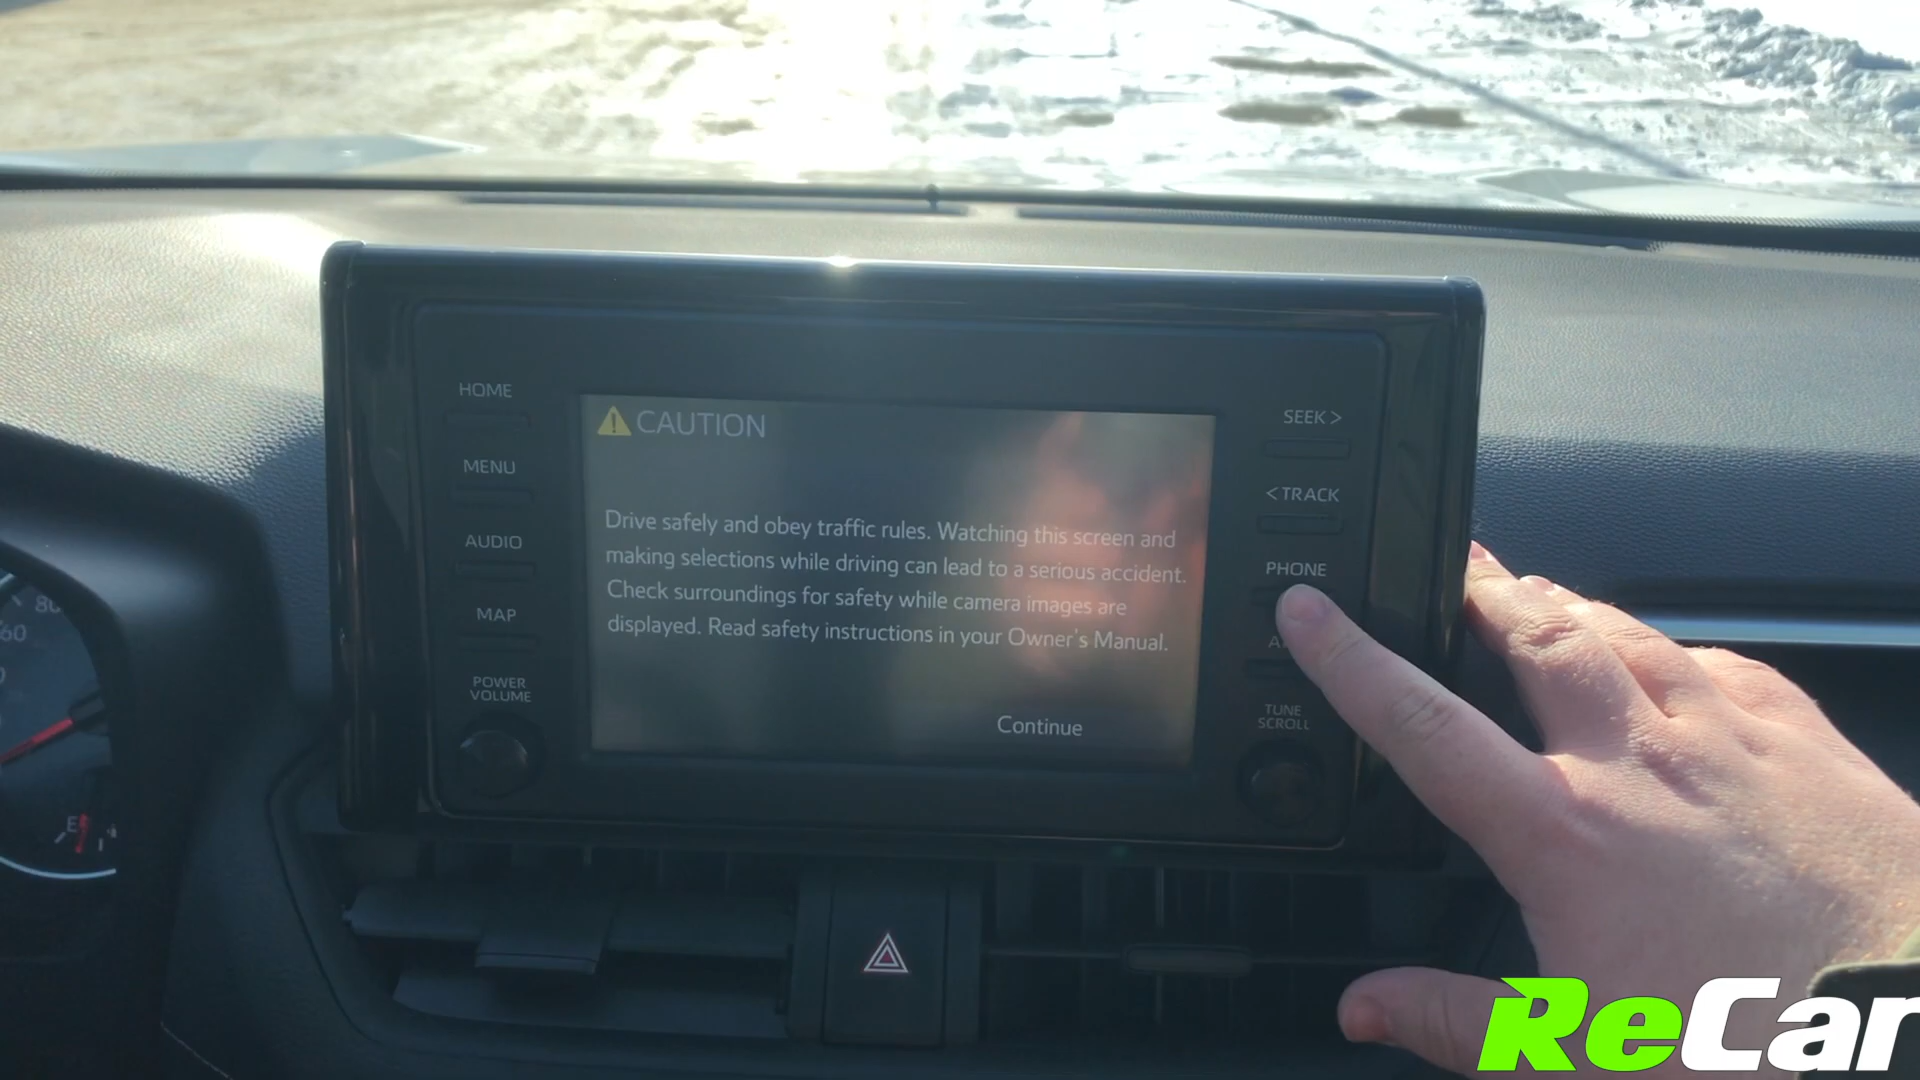 HOME
MENU
AUDIO
MAP
POWER
VOLUME
CAUTION
Drive safely and obey traffic rules. Watching this screen and
making selections while driving can lead to a serious accident.
Check surroundings for safety while camera images are
displayed. Read safety instructions in your Owner's Manual.
Continue
SEEK >
< TRACK
PHONE
TUNE
SCROLL
80
60
E
ReCar